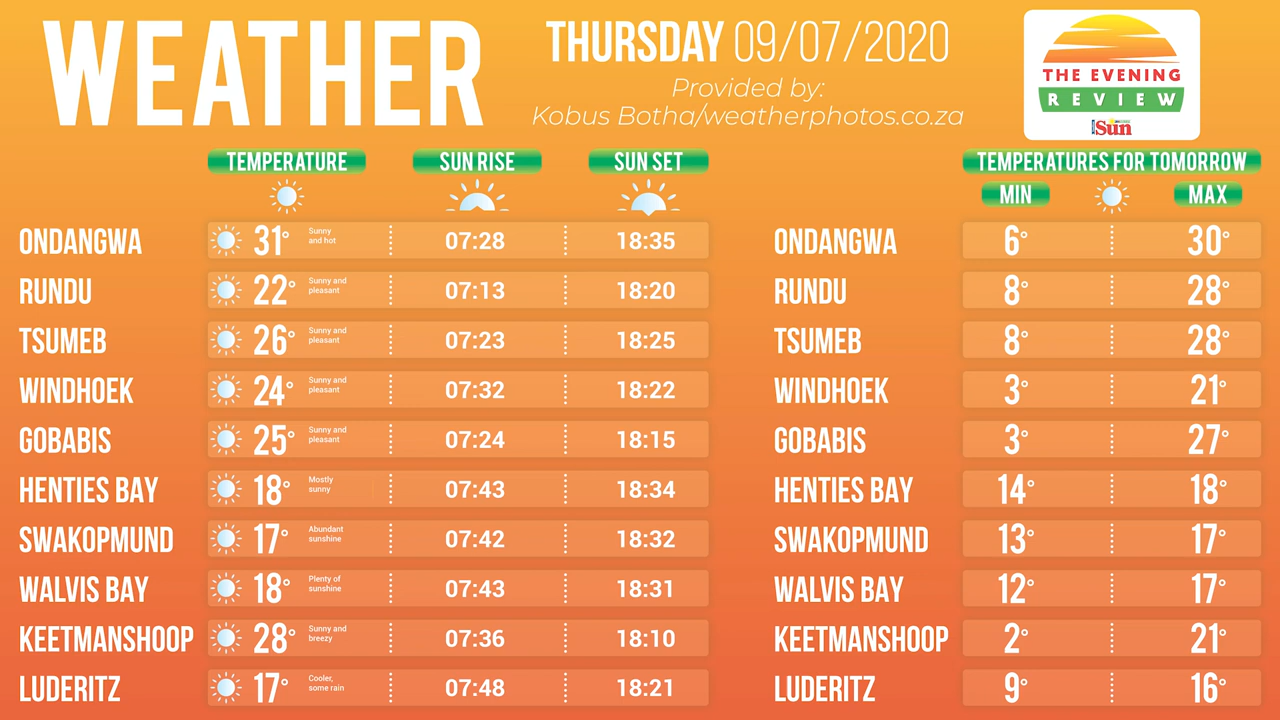 WEATHER
THURSDAY 09/07/2020
Provided by:
Kobus Botha/weatherphotos.co.za
THE EVENING
REVIEW
Sun
TEMPERATURE SUN RISE SUN SET
ONDANGWA 31° Sunny and hot 07:28 18:35
RUNDU 22° Sunny and pleasant 07:13 18:20
TSUMEB 26° Sunny and pleasant 07:23 18:25
WINDHOEK 24° Sunny and pleasant 07:32 18:22
GOBABIS 25° Sunny and pleasant 07:24 18:15
HENTIES BAY 18° Mostly sunny 07:43 18:34
SWAKOPMUND 17° Abundant sunshine 07:42 18:32
WALVIS BAY 18° Plenty of sunshine 07:43 18:31
KEETMANSHOOP 28° Sunny and breezy 07:36 18:10
LUDERITZ 17° Cooler, some rain 07:48 18:21
TEMPERATURES FOR TOMORROW
MIN MAX
ONDANGWA 6° 30°
RUNDU 8° 28°
TSUMEB 8° 28°
WINDHOEK 3° 21°
GOBABIS 3° 27°
HENTIES BAY 14° 18°
SWAKOPMUND 13° 17°
WALVIS BAY 12° 17°
KEETMANSHOOP 2° 21°
LUDERITZ 9° 16°